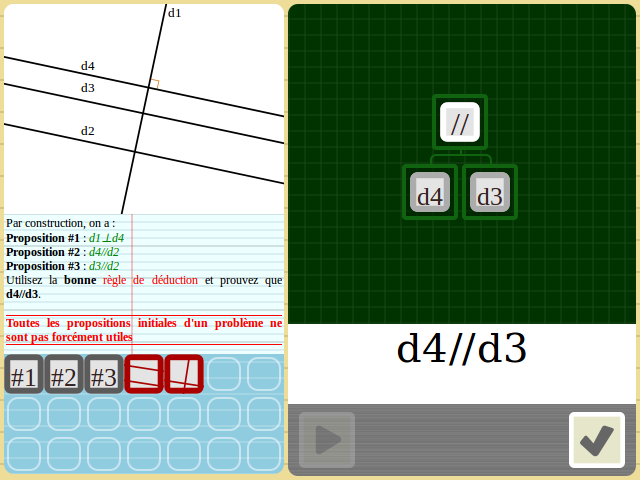 d1
d4
d3
d2
Par construction, on a :
Proposition #1 : d1⊥d4
Proposition #2 : d4//d2
Proposition #3 : d3//d2
Utilisez la bonne règle de déduction et prouvez que
d4//d3.
Toutes les propositions initiales d'un problème ne
sont pas forcément utiles
#1 #2 #3
//
d4 d3
d4//d3